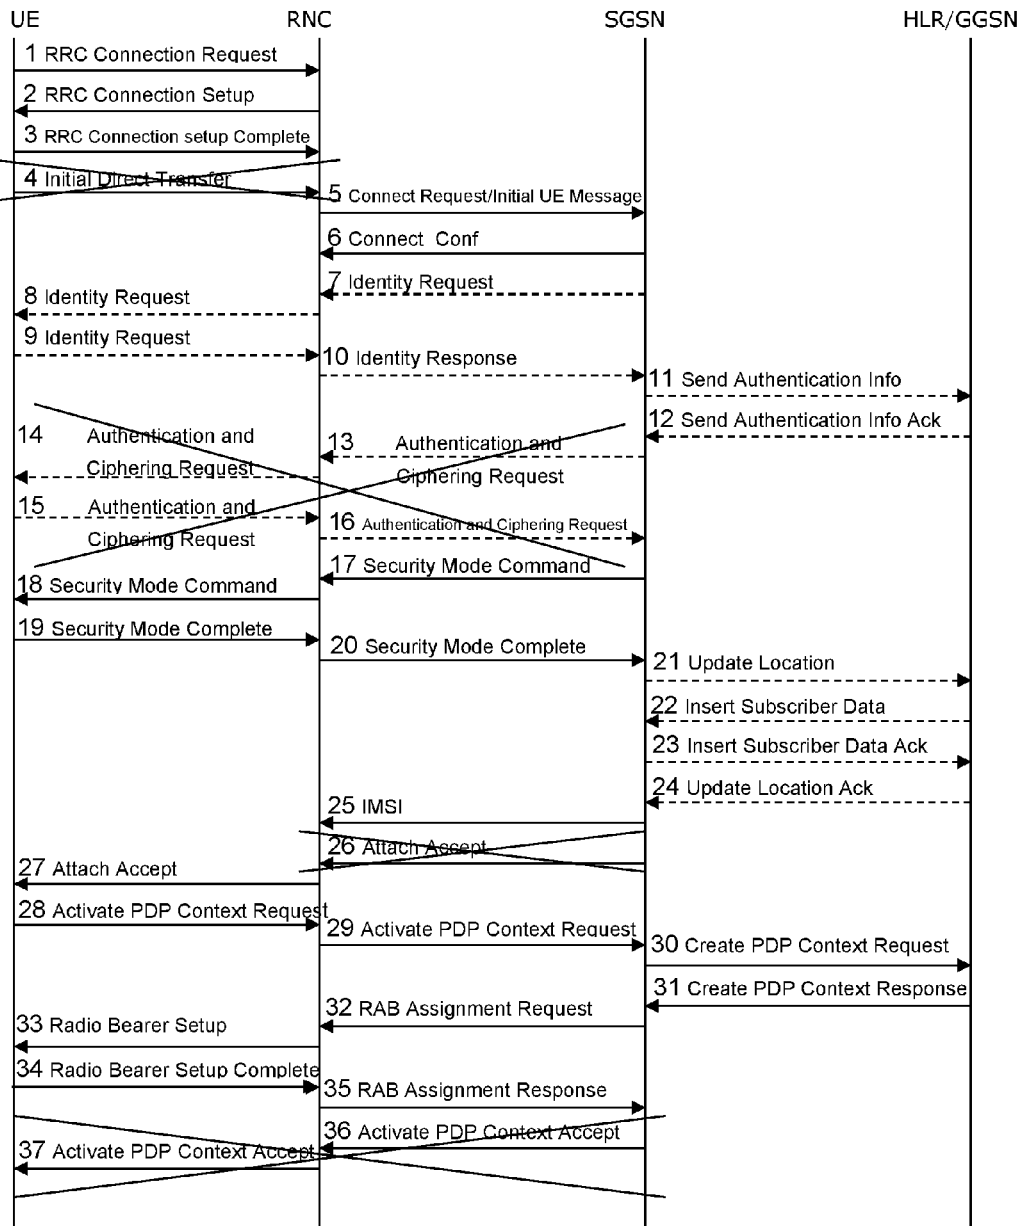 UE RNC SGSN HLR/GGSN
1 RRC Connection Request
2 RRC Connection Setup
3 RRC Connection setup Complete
4 Initial Direct Transfer
5 Connect Request/Initial UE Message
6 Connect Conf
7 Identity Request
8 Identity Request
9 Identity Request
10 Identity Response
11 Send Authentication Info
12 Send Authentication Info Ack
13 Authentication and
Ciphering Request
14 Authentication and
Ciphering Request
15 Authentication and
Ciphering Request
16 Authentication and Ciphering Request
17 Security Mode Command
18 Security Mode Command
19 Security Mode Complete
20 Security Mode Complete
21 Update Location
22 Insert Subscriber Data
23 Insert Subscriber Data Ack
24 Update Location Ack
25 IMSI
26 Attach Accept
27 Attach Accept
28 Activate PDP Context Request
29 Activate PDP Context Request
30 Create PDP Context Request
31 Create PDP Context Response
32 RAB Assignment Request
33 Radio Bearer Setup
34 Radio Bearer Setup Complete
35 RAB Assignment Response
36 Activate PDP Context Accept
37 Activate PDP Context Accept